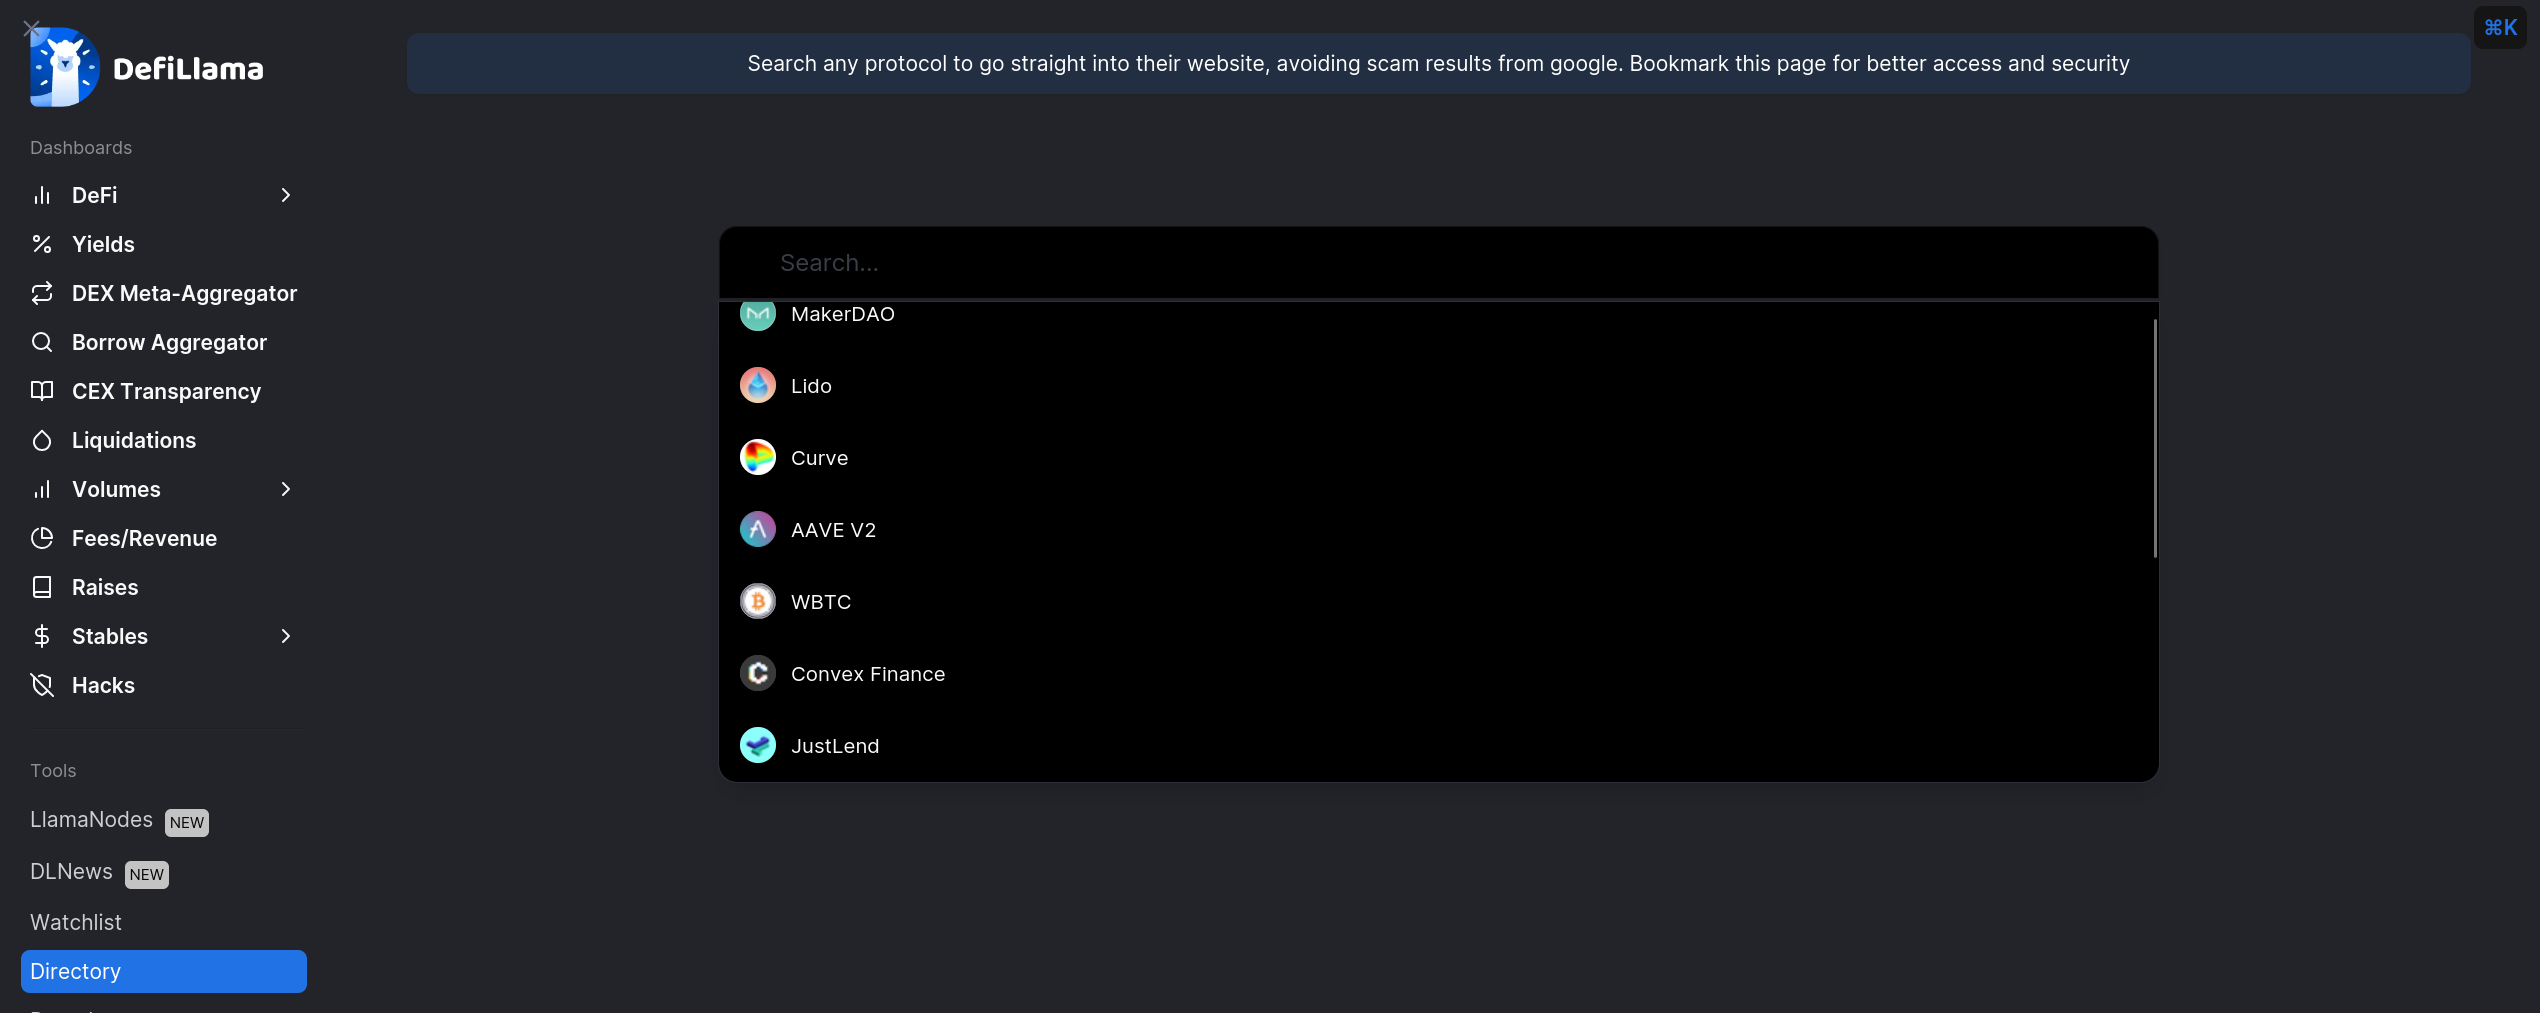 DefiLlama
Dashboards
DeFi
Yields
DEX Meta-Aggregator
Borrow Aggregator
CEX Transparency
Liquidations
Volumes
Fees/Revenue
Raises
Stables
Hacks
Tools
LlamaNodes NEW
DLNews NEW
Watchlist
Directory
⌘K
Search any protocol to go straight into their website, avoiding scam results from google. Bookmark this page for better access and security
Search...
MakerDAO
Lido
Curve
AAVE V2
WBTC
Convex Finance
JustLend